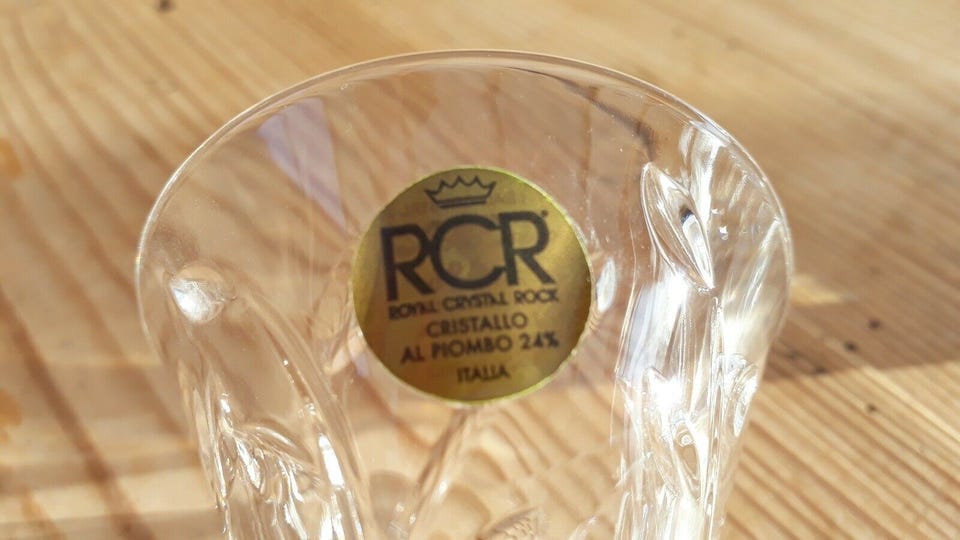 RCR®
ROYAL CRYSTAL ROCK
CRISTALLO
AL PIOMBO 24%
ITALIA